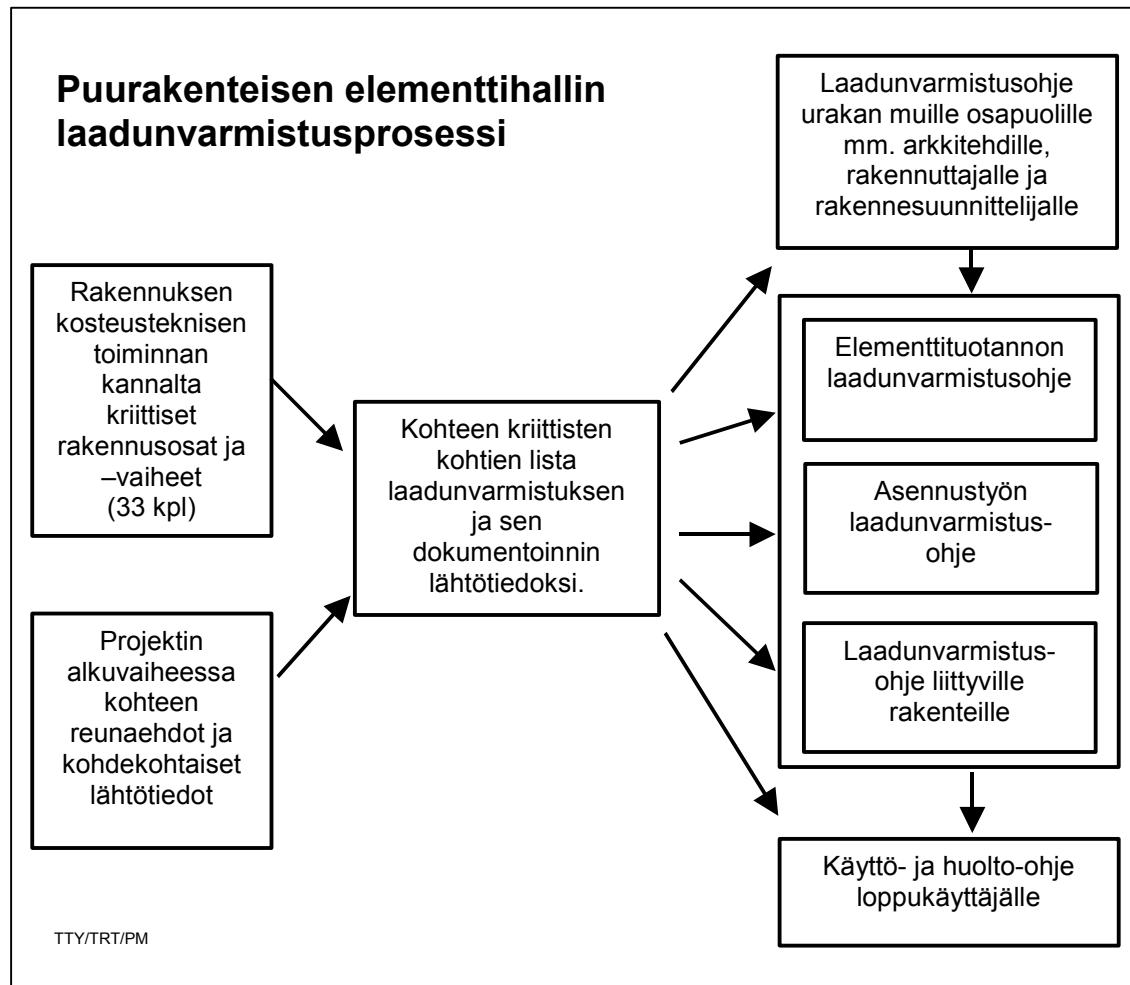 Puurakenteisen elementtihallin
laadunvarmistusprosessi
Rakennuksen
kosteusteknisen
toiminnan
kannalta
kriittiset
rakennusosat ja
–vaiheet
(33 kpl)
Projektin
alkuvaiheessa
kohteen
reunaehdot ja
kohdekohtaiset
lähtötiedot
Kohteen kriittisten
kohtien lista
laadunvarmistuksen
ja sen
dokumentoinnin
lähtötiedoksi.
Laadunvarmistusohje
urakan muille osapuolille
mm. arkkitehdille,
rakennuttajalle ja
rakennesuunnittelijalle
Elementtituotannon
laadunvarmistusohje
Asennustyön
laadunvarmistus-
ohje
Laadunvarmistus-
ohje liittyville
rakenteille
Käyttö- ja huolto-ohje
loppukäyttäjälle
TTY/TRT/PM